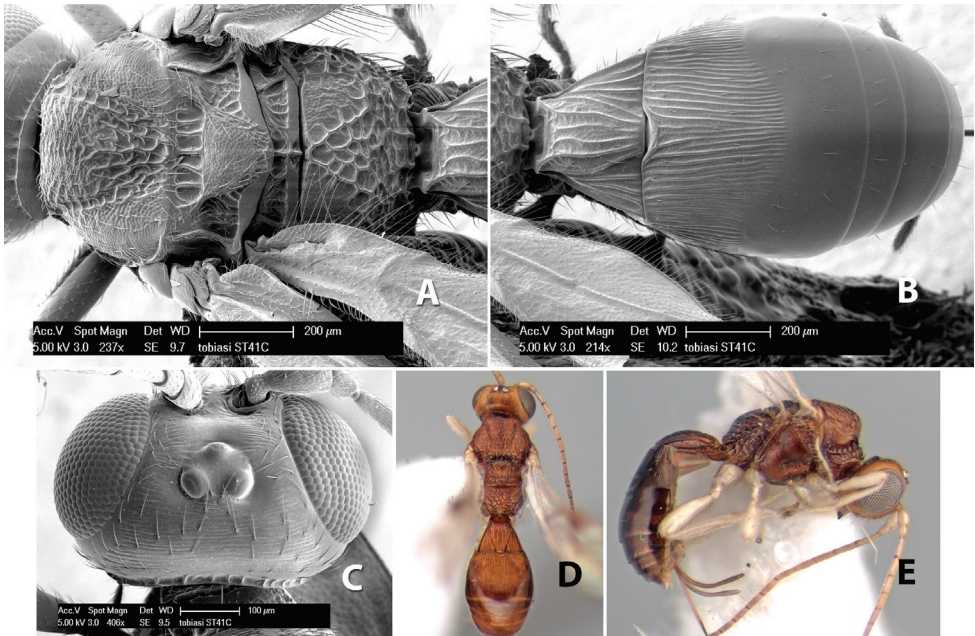 A
Acc.V Spot Magn Det WD 200 µm
5.00 kV 3.0 237x SE 9.7 tobiasi ST41C
B
Acc.V Spot Magn Det WD 200 µm
5.00 kV 3.0 214x SE 10.2 tobiasi ST41C
C
Acc.V Spot Magn Det WD 100 µm
5.00 kV 3.0 406x SE 9.5 tobiasi ST41C
D
E